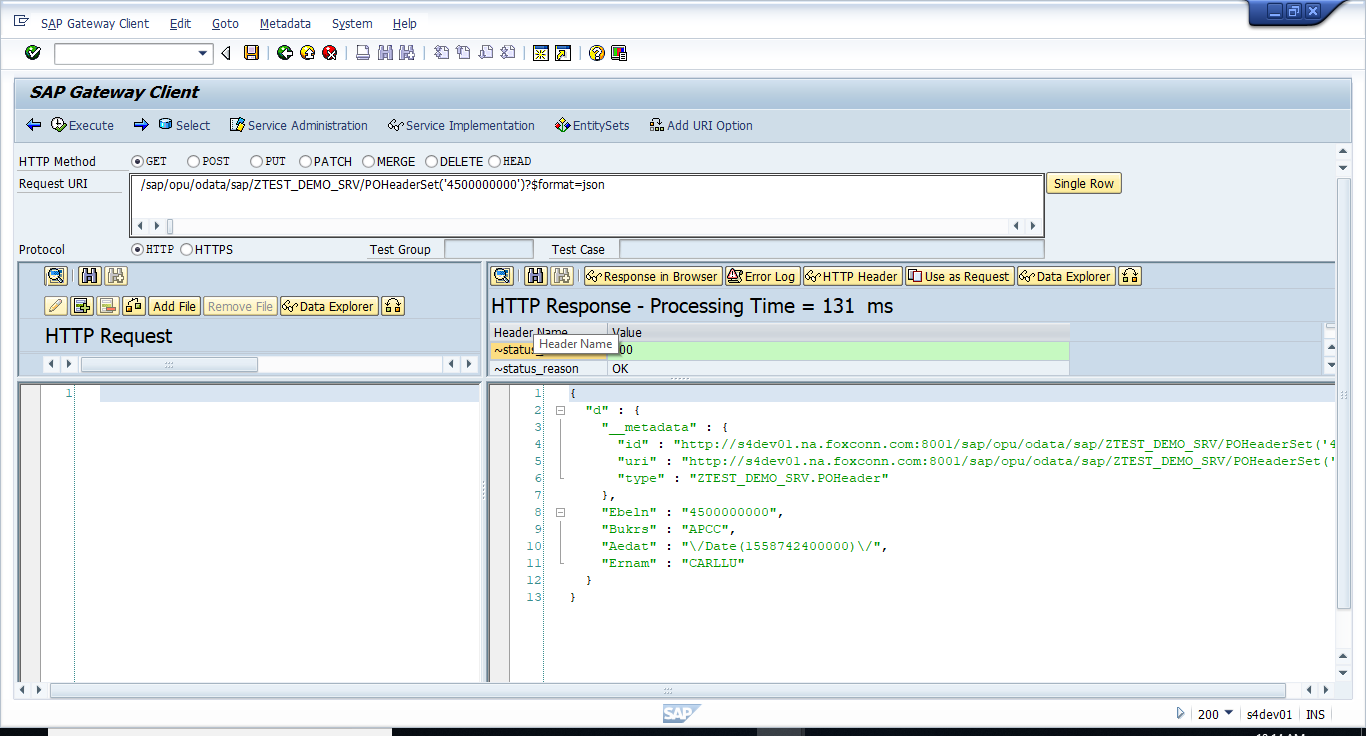 SAP Gateway Client Edit Goto Metadata System Help
SAP Gateway Client
Execute Select Service Administration Service Implementation EntitySets Add URI Option
HTTP Method GET POST PUT PATCH MERGE DELETE HEAD
Request URI /sap/opu/odata/sap/ZTEST_DEMO_SRV/POHeaderSet('4500000000')?$format=json Single Row
Protocol HTTP HTTPS Test Group Test Case
Response in Browser Error Log HTTP Header Use as Request Data Explorer
Add File Remove File Data Explorer
HTTP Response - Processing Time = 131 ms
HTTP Request
Header Name Value
Header Name
~status_ 00
~status_reason OK
1
1 {
2 "d" : {
3 "__metadata" : {
4 "id" : "http://s4dev01.na.foxconn.com:8001/sap/opu/odata/sap/ZTEST_DEMO_SRV/POHeaderSet('4
5 "uri" : "http://s4dev01.na.foxconn.com:8001/sap/opu/odata/sap/ZTEST_DEMO_SRV/POHeaderSet('
6 "type" : "ZTEST_DEMO_SRV.POHeader"
7 },
8 "Ebeln" : "4500000000",
9 "Bukrs" : "APCC",
10 "Aedat" : "\/Date(1558742400000)\/",
11 "Ernam" : "CARLLU"
12 }
13 }
SAP
200 s4dev01 INS